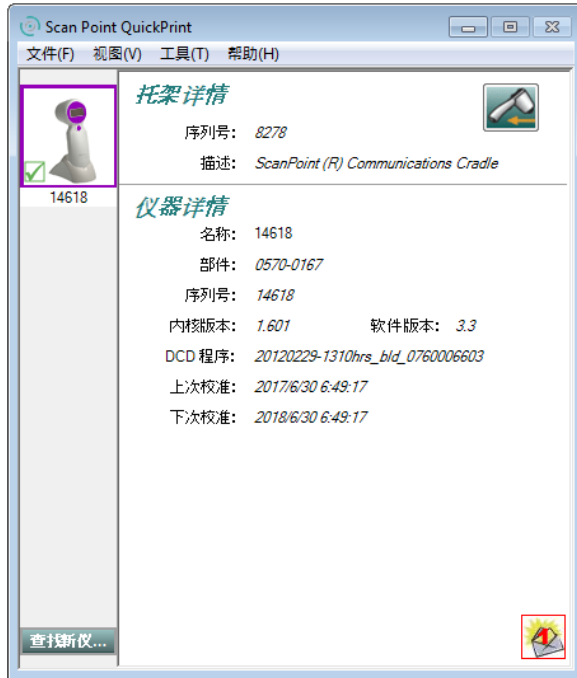 Scan Point QuickPrint
文件(F) 视图(V) 工具(T) 帮助(H)
14618
托架详情
序列号: 8278
描述: ScanPoint (R) Communications Cradle
仪器详情
名称: 14618
部件: 0570-0167
序列号: 14618
内核版本: 1.601 软件版本: 3.3
DCD 程序: 20120229-1310hrs_bld_0760006603
上次校准: 2017/6/30 6:49:17
下次校准: 2018/6/30 6:49:17
查找新仪...